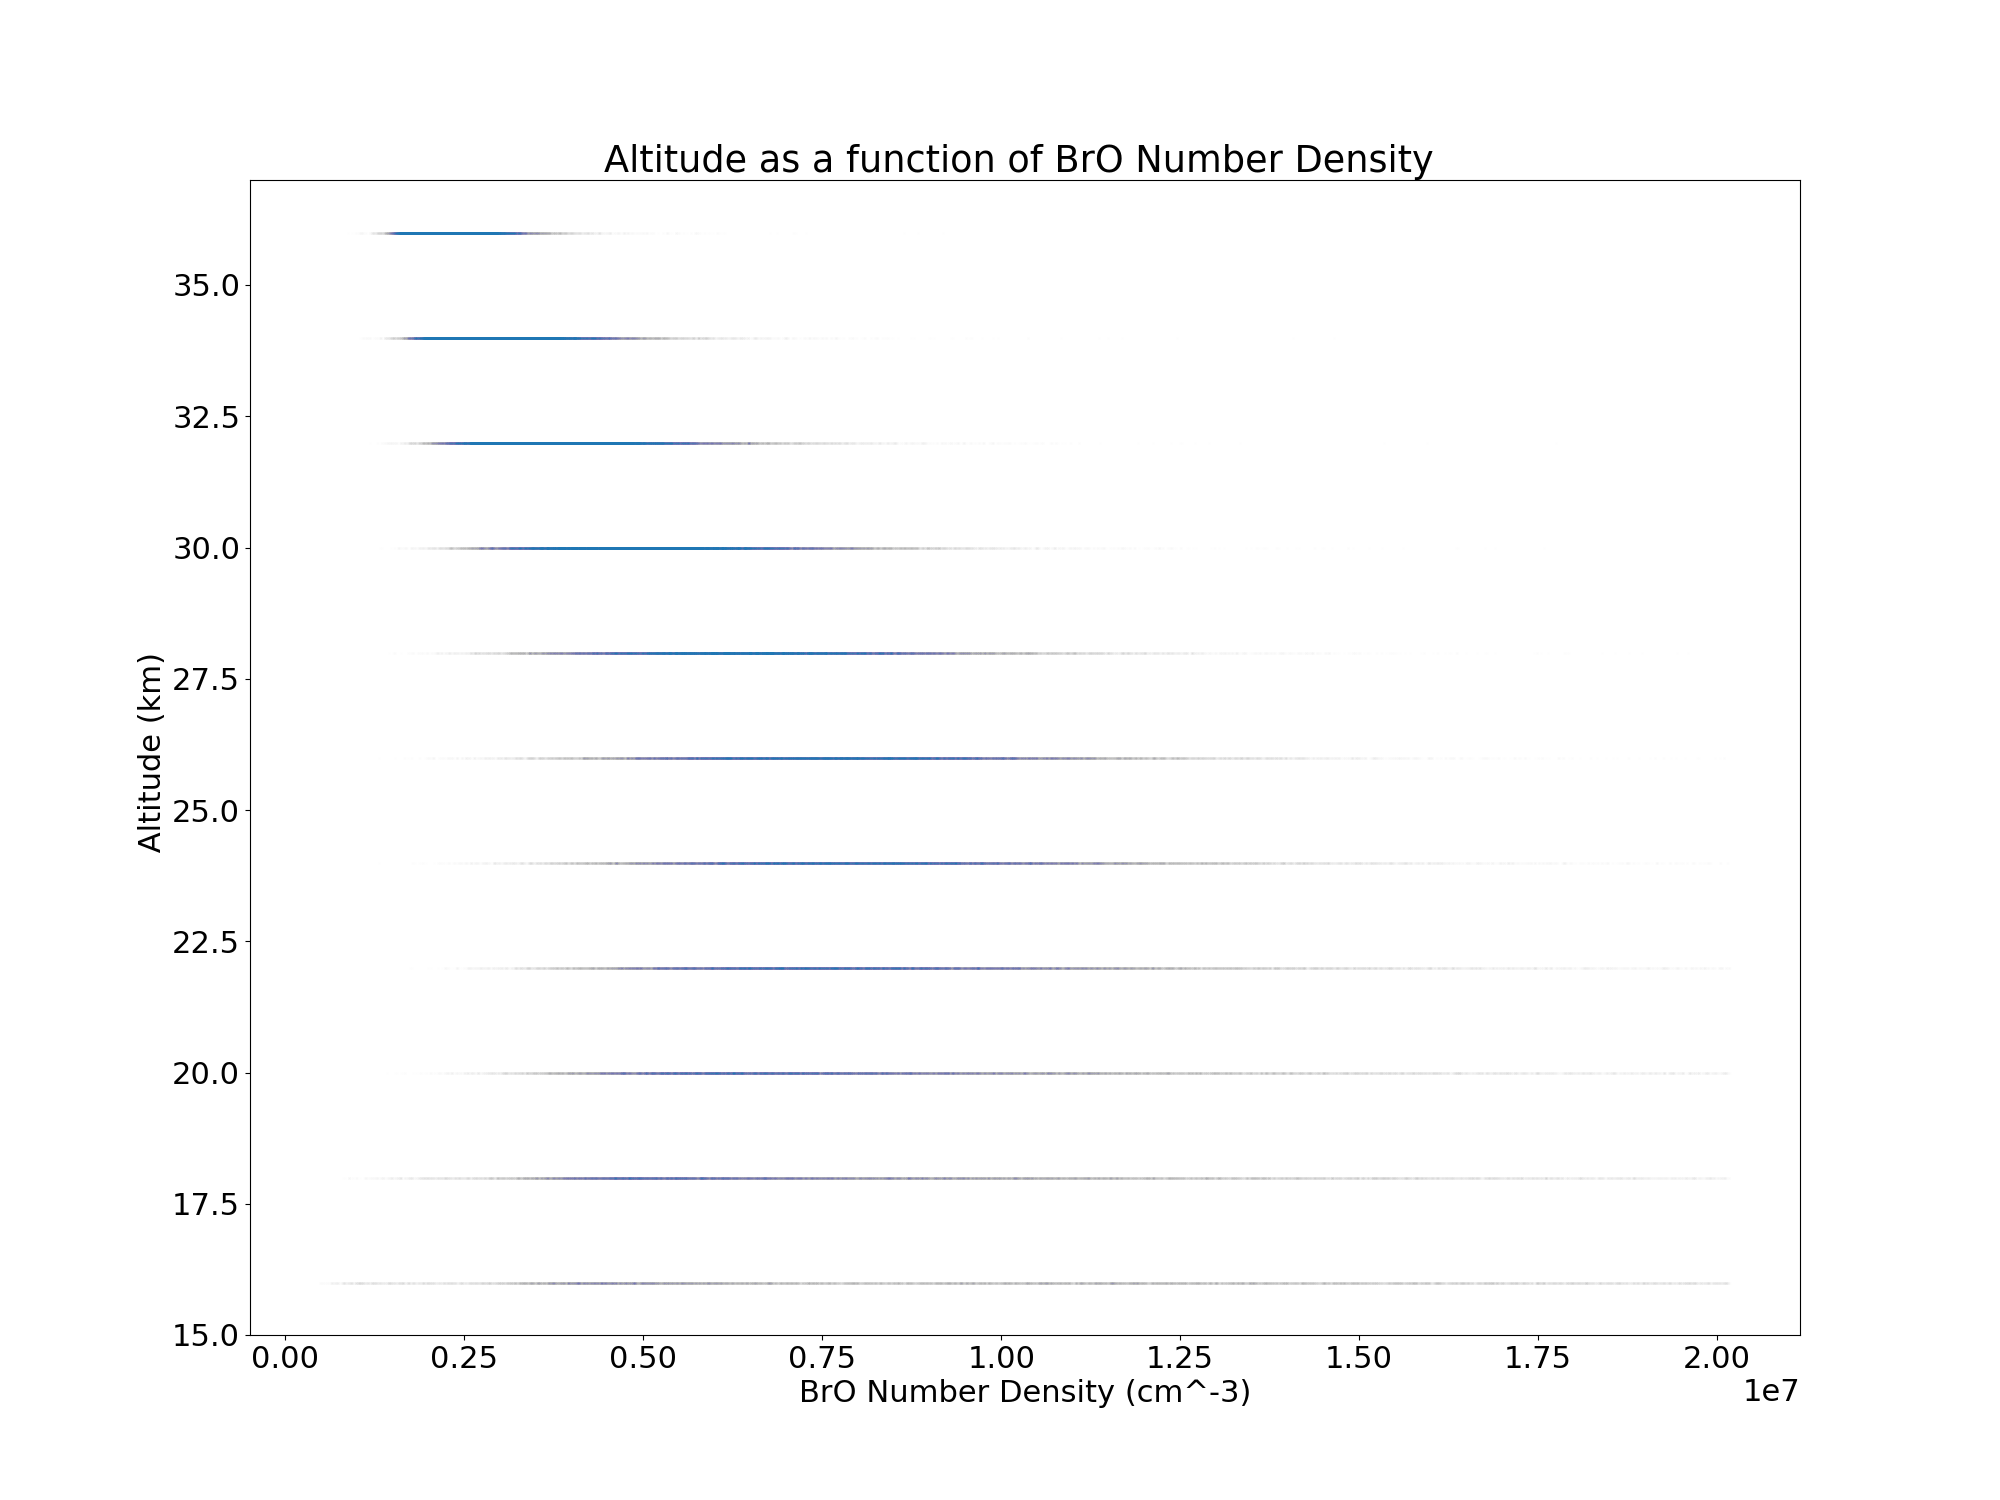 Altitude as a function of BrO Number Density
35.0
32.5
30.0
27.5
25.0
22.5
20.0
17.5
15.0
Altitude (km)
0.00 0.25 0.50 0.75 1.00 1.25 1.50 1.75 2.00
BrO Number Density (cm^-3)
1e7